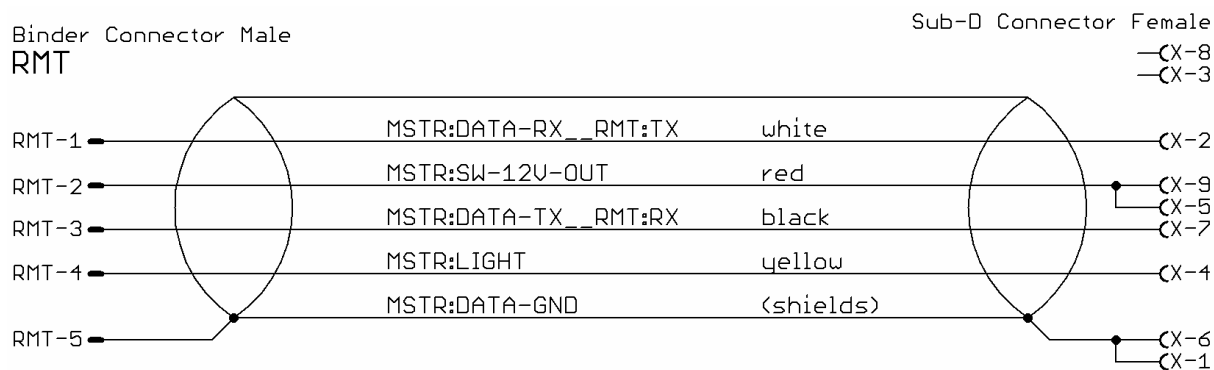 Binder Connector Male
Sub-D Connector Female
RMT
X-8
X-3
RMT-1
MSTR:DATA-RX__RMT:TX white
X-2
RMT-2
MSTR:SW-12V-OUT red
X-9
X-5
RMT-3
MSTR:DATA-TX__RMT:RX black
X-7
RMT-4
MSTR:LIGHT yellow
X-4
MSTR:DATA-GND (shields)
RMT-5
X-6
X-1